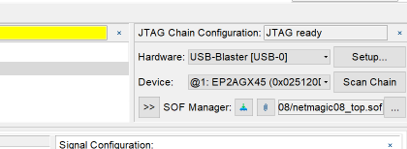 JTAG Chain Configuration: JTAG ready ×
Hardware: USB-Blaster [USB-0] Setup...
Device: @1: EP2AGX45 (0x025120D Scan Chain
>> SOF Manager: 08/netmagic08_top.sof ...
Signal Configuration: ×